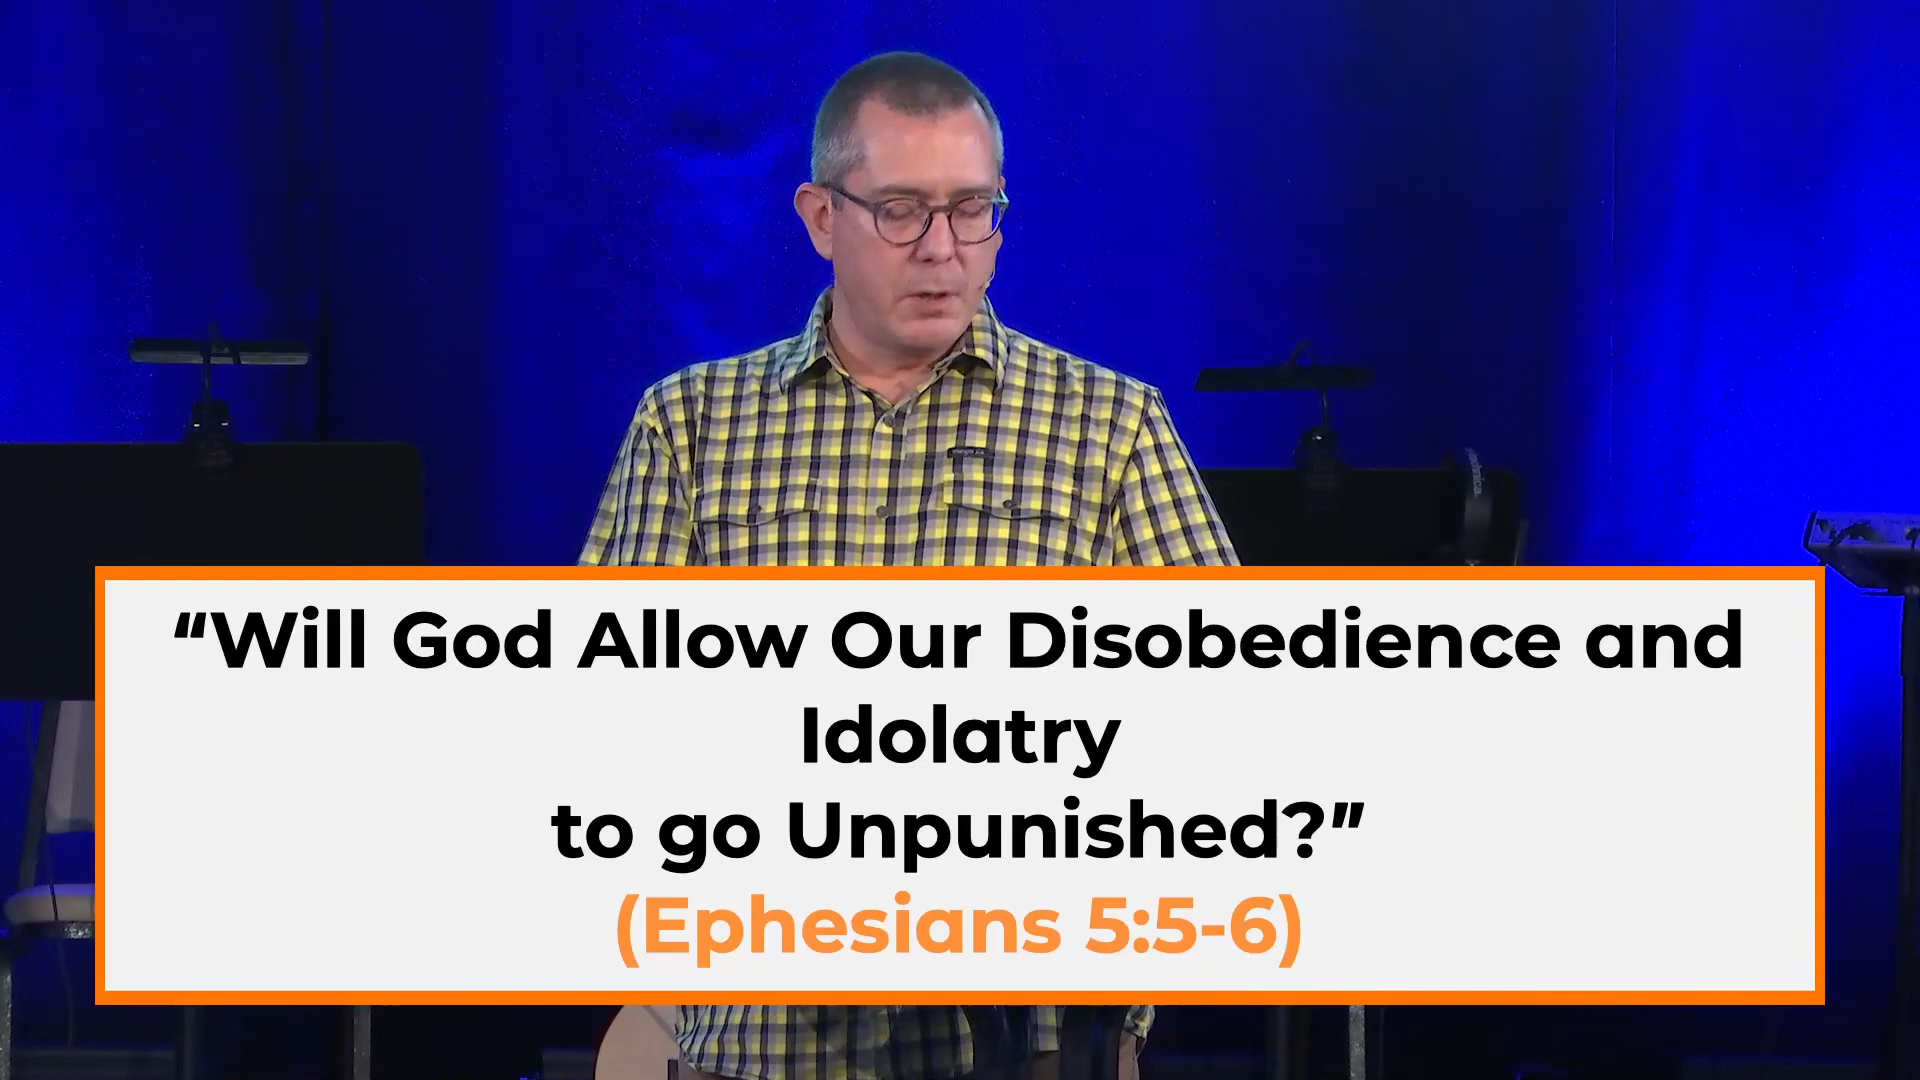 “Will God Allow Our Disobedience and
Idolatry
to go Unpunished?”
(Ephesians 5:5-6)